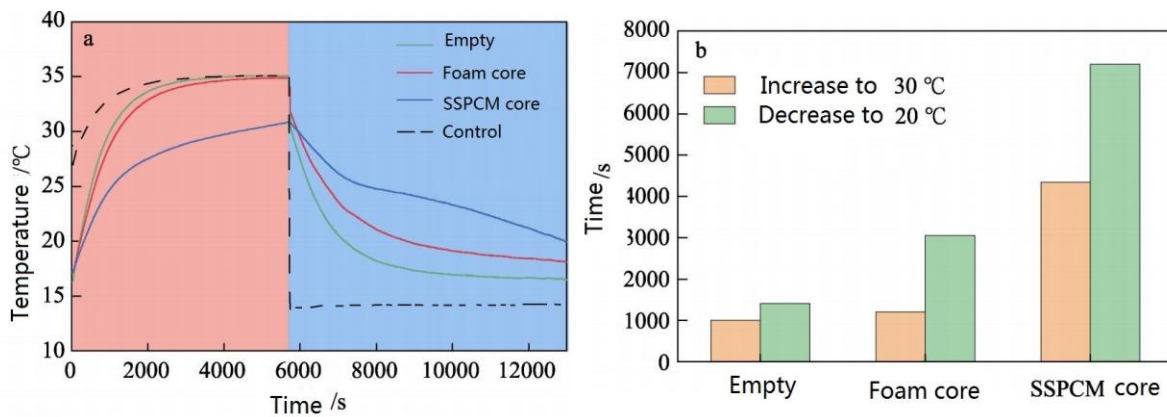 a
Empty
Foam core
SSPCM core
Control
Temperature /℃
40
35
30
25
20
15
10
0 2000 4000 6000 8000 10000 12000
Time /s
b
Increase to 30 ℃
Decrease to 20 ℃
Time/s
8000
7000
6000
5000
4000
3000
2000
1000
0
Empty Foam core SSPCM core